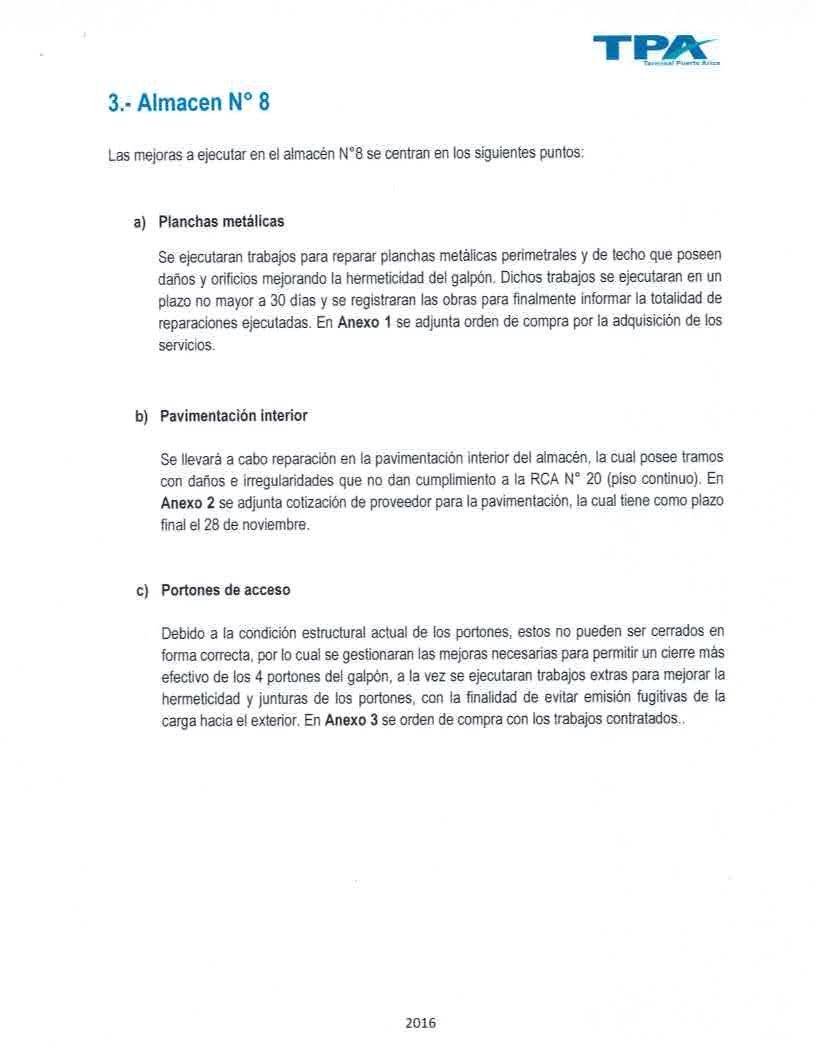 TPA
Terminal Puerto Arica
3.- Almacen N° 8
Las mejoras a ejecutar en el almacén N°8 se centran en los siguientes puntos:
a) Planchas metálicas
Se ejecutaran trabajos para reparar planchas metálicas perimetrales y de techo que poseen
daños y orificios mejorando la hermeticidad del galpón. Dichos trabajos se ejecutaran en un
plazo no mayor a 30 días y se registraran las obras para finalmente informar la totalidad de
reparaciones ejecutadas. En Anexo 1 se adjunta orden de compra por la adquisición de los
servicios.
b) Pavimentación interior
Se llevará a cabo reparación en la pavimentación interior del almacén, la cual posee tramos
con daños e irregularidades que no dan cumplimiento a la RCA N° 20 (piso continuo). En
Anexo 2 se adjunta cotización de proveedor para la pavimentación, la cual tiene como plazo
final el 28 de noviembre.
c) Portones de acceso
Debido a la condición estructural actual de los portones, estos no pueden ser cerrados en
forma correcta, por lo cual se gestionaran las mejoras necesarias para permitir un cierre más
efectivo de los 4 portones del galpón, a la vez se ejecutaran trabajos extras para mejorar la
hermeticidad y junturas de los portones, con la finalidad de evitar emisión fugitivas de la
carga hacia el exterior. En Anexo 3 se orden de compra con los trabajos contratados..
2016